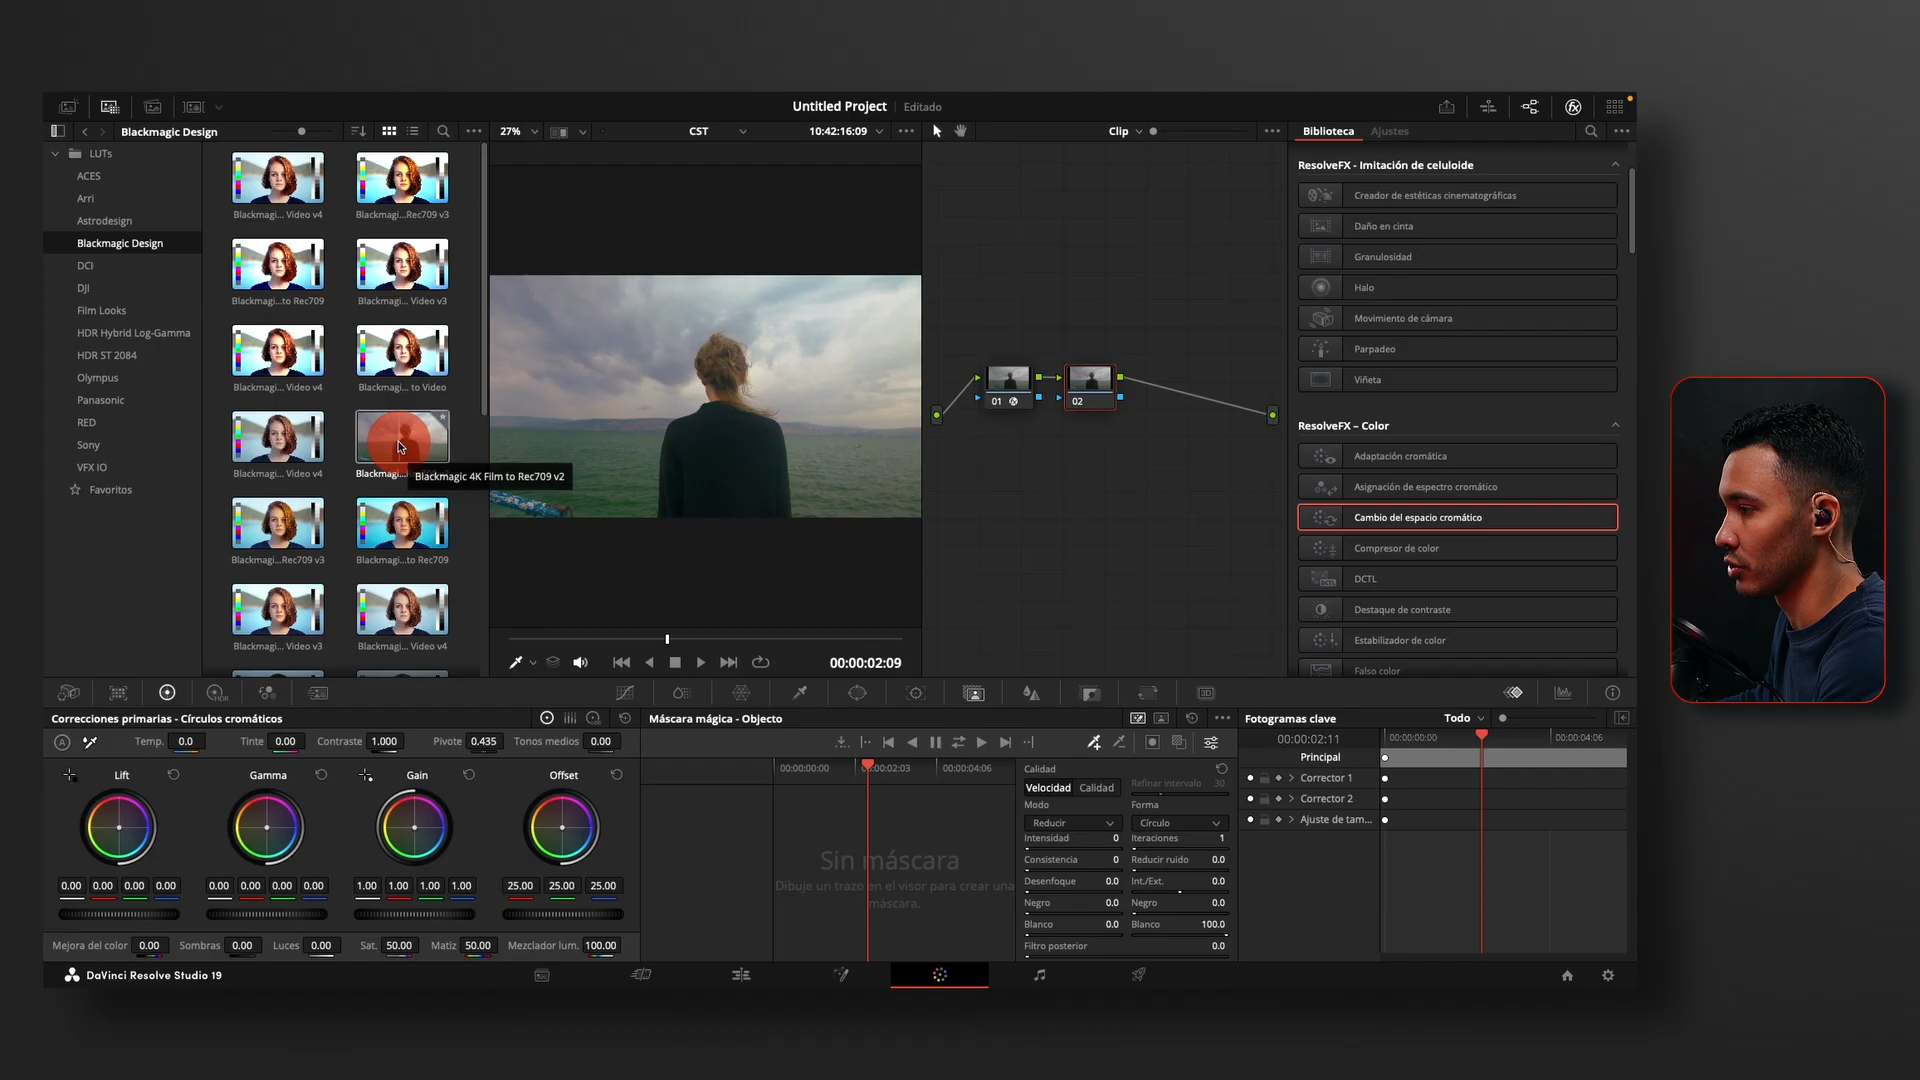 Untitled Project
Editado
Blackmagic Design
27%
CST
10:42:16:09
Clip
Biblioteca
Ajustes
LUTs
ACES
Arri
Astrodesign
Blackmagic Design
DCI
DJI
Film Looks
HDR Hybrid Log-Gamma
HDR ST 2084
Olympus
Panasonic
RED
Sony
VFX IO
Favoritos
Blackmagi... Video v4
Blackmagi...Rec709 v3
Blackmagi...to Rec709
Blackmagi... Video v3
Blackmagi... Video v4
Blackmagi... to Video
Blackmagi... Video v4
Blackmagi...
Blackmagic 4K Film to Rec709 v2
Blackmagi...Rec709 v3
Blackmagi...to Rec709
Blackmagi... Video v3
Blackmagi... Video v4
00:00:02:09
01
02
ResolveFX - Imitación de celuloide
Creador de estéticas cinematográficas
Daño en cinta
Granulosidad
Halo
Movimiento de cámara
Parpadeo
Viñeta
ResolveFX – Color
Adaptación cromática
Asignación de espectro cromático
Cambio del espacio cromático
Compresor de color
DCTL
Destaque de contraste
Estabilizador de color
Falso color
HDR
3D
Correcciones primarias - Círculos cromáticos
A
Temp. 0.0
Tinte 0.00
Contraste 1.000
Pivote 0.435
Tonos medios 0.00
Lift
Gamma
Gain
Offset
0.00 0.00 0.00 0.00
0.00 0.00 0.00 0.00
1.00 1.00 1.00 1.00
25.00 25.00 25.00
Mejora del color 0.00
Sombras 0.00
Luces 0.00
Sat. 50.00
Matiz 50.00
Mezclador lum. 100.00
Máscara mágica - Objecto
00:00:00:00
00:00:02:03
00:00:04:06
Sin máscara
Dibuje un trazo en el visor para crear una
máscara.
Calidad
Velocidad Calidad
Refinar intervalo 30
Modo
Forma
Reducir
Círculo
Intensidad 0
Iteraciones 1
Consistencia 0
Reducir ruido 0.0
Desenfoque 0.0
Int./Ext. 0.0
Negro 0.0
Negro 0.0
Blanco 0.0
Blanco 100.0
Filtro posterior 0.0
Fotogramas clave
Todo
00:00:02:11
00:00:00:00
00:00:04:06
Principal
Corrector 1
Corrector 2
Ajuste de tam...
DaVinci Resolve Studio 19